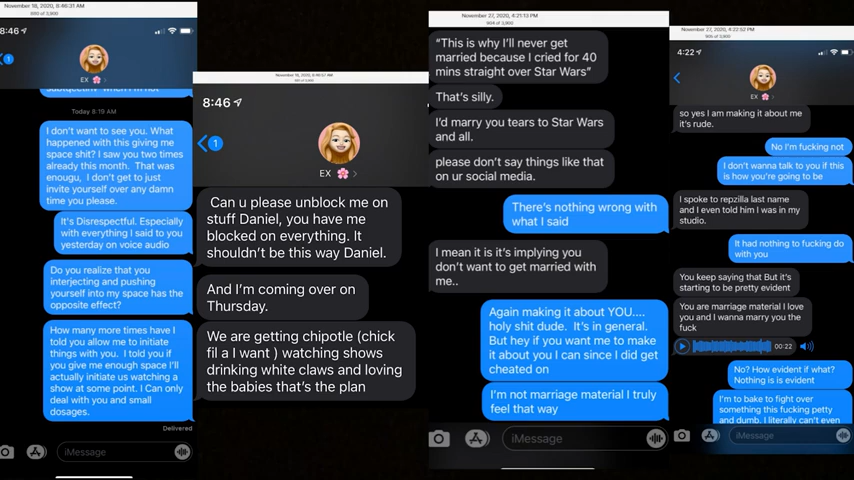 November 18, 2020, 8:46:31 AM
890 of 3,900
8:46
1
EX
Today 8:19 AM
I don't want to see you. What
happened with this giving me
space shit? I saw you two times
already this month. That was
enougu, I don't get to just
invite yourself over any damn
time you please.
It's Disrespectful. Especially
with everything I said to you
yesterday on voice audio
Do you realize that you
interjecting and pushing
yourself into my space has the
opposite effect?
How many more times have I
told you allow me to initiate
things with you. I told you if
you give me enough space I'll
actually initiate us watching a
show at some point. I Can only
deal with you and small
dosages.
Delivered
iMessage
8:46
1
EX
Can u please unblock me on
stuff Daniel, you have me
blocked on everything. It
shouldn't be this way Daniel.
And I'm coming over on
Thursday.
We are getting chipotle (chick
fil a I want ) watching shows
drinking white claws and loving
the babies that's the plan
November 27, 2020, 4:21:13 PM
904 of 3,900
"This is why I'll never get
married because I cried for 40
mins straight over Star Wars"
That's silly.
I'd marry you tears to Star Wars
and all.
please don't say things like that
on ur social media.
There's nothing wrong with
what I said
I mean it is it's implying you
don't want to get married with
me..
Again making it about YOU....
holy shit dude. It's in general.
But hey if you want me to make
it about you I can since I did get
cheated on
I'm not marriage material I truly
feel that way
iMessage
November 27, 2020, 4:22:52 PM
4:22
EX
so yes I am making it about me
it's rude.
No I'm fucking not
I don't wanna talk to you if this
is how you're going to be
I spoke to repzilla last name
and I even told him I was in my
studio.
It had nothing to fucking do
with you
You keep saying that But it's
starting to be pretty evident
You are marriage material I love
you and I wanna marry you the
fuck
00:22
No? How evident if what?
Nothing is is evident
I'm to bake to fight over
something this fucking petty
and dumb. I literally can't even
iMessage